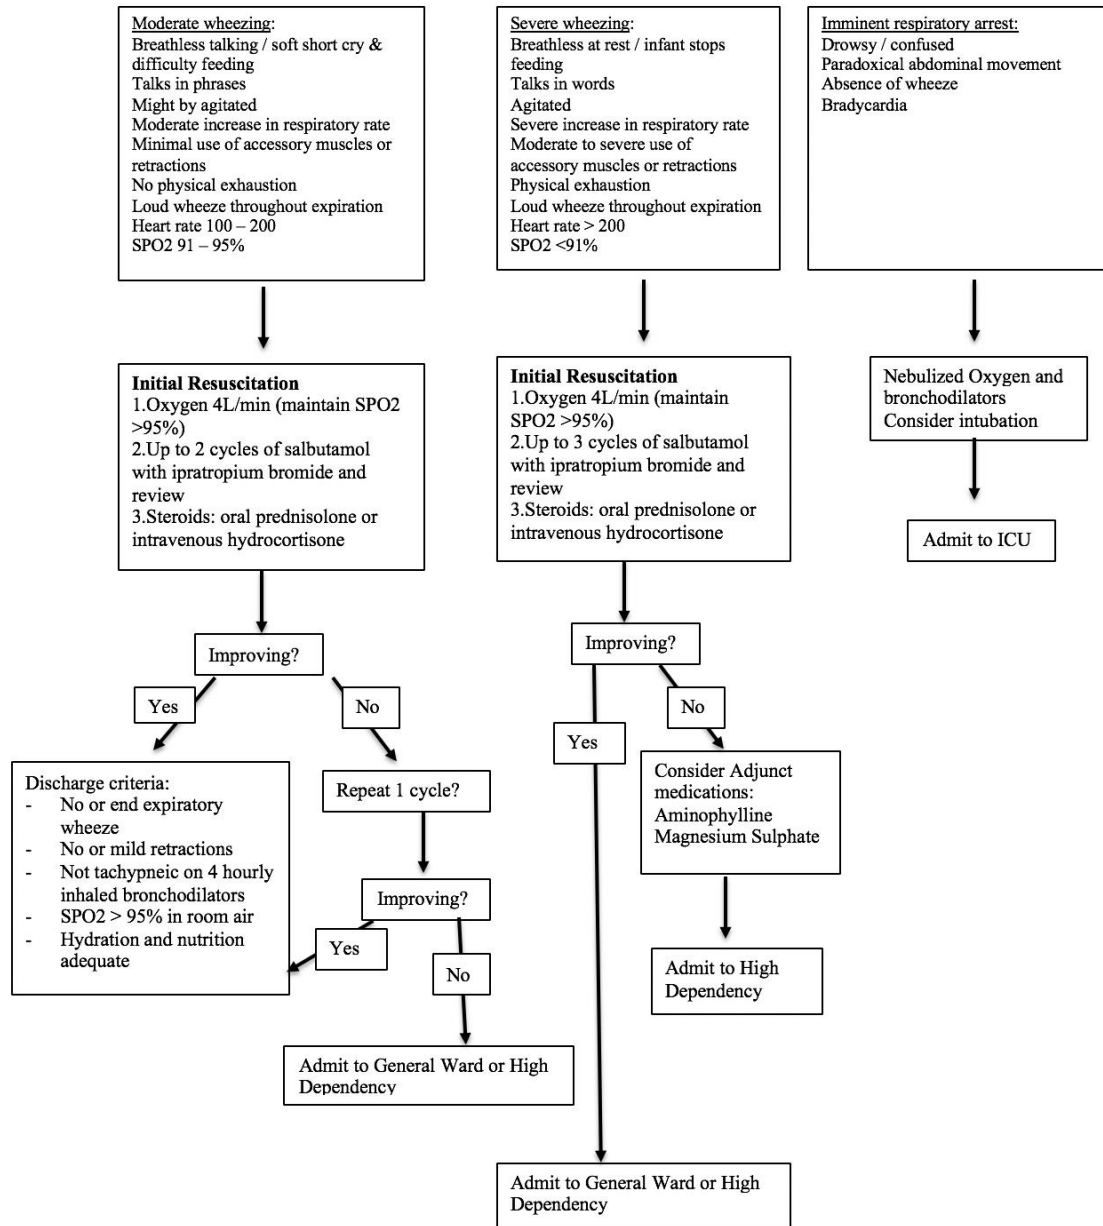 Moderate wheezing:
Breathless talking / soft short cry &
difficulty feeding
Talks in phrases
Might by agitated
Moderate increase in respiratory rate
Minimal use of accessory muscles or
retractions
No physical exhaustion
Loud wheeze throughout expiration
Heart rate 100 – 200
SPO2 91 – 95%
Severe wheezing:
Breathless at rest / infant stops
feeding
Talks in words
Agitated
Severe increase in respiratory rate
Moderate to severe use of
accessory muscles or retractions
Physical exhaustion
Loud wheeze throughout expiration
Heart rate > 200
SPO2 <91%
Imminent respiratory arrest:
Drowsy / confused
Paradoxical abdominal movement
Absence of wheeze
Bradycardia
Initial Resuscitation
1.Oxygen 4L/min (maintain SPO2
>95%)
2.Up to 2 cycles of salbutamol
with ipratropium bromide and
review
3.Steroids: oral prednisolone or
intravenous hydrocortisone
Initial Resuscitation
1.Oxygen 4L/min (maintain
SPO2 >95%)
2.Up to 3 cycles of salbutamol
with ipratropium bromide and
review
3.Steroids: oral prednisolone or
intravenous hydrocortisone
Nebulized Oxygen and
bronchodilators
Consider intubation
Admit to ICU
Improving?
Yes
No
Improving?
Yes
No
Discharge criteria:
- No or end expiratory
wheeze
- No or mild retractions
- Not tachypneic on 4 hourly
inhaled bronchodilators
- SPO2 > 95% in room air
- Hydration and nutrition
adequate
Repeat 1 cycle?
Improving?
Yes
No
Consider Adjunct
medications:
Aminophylline
Magnesium Sulphate
Admit to High
Dependency
Admit to General Ward or High
Dependency
Admit to General Ward or High
Dependency